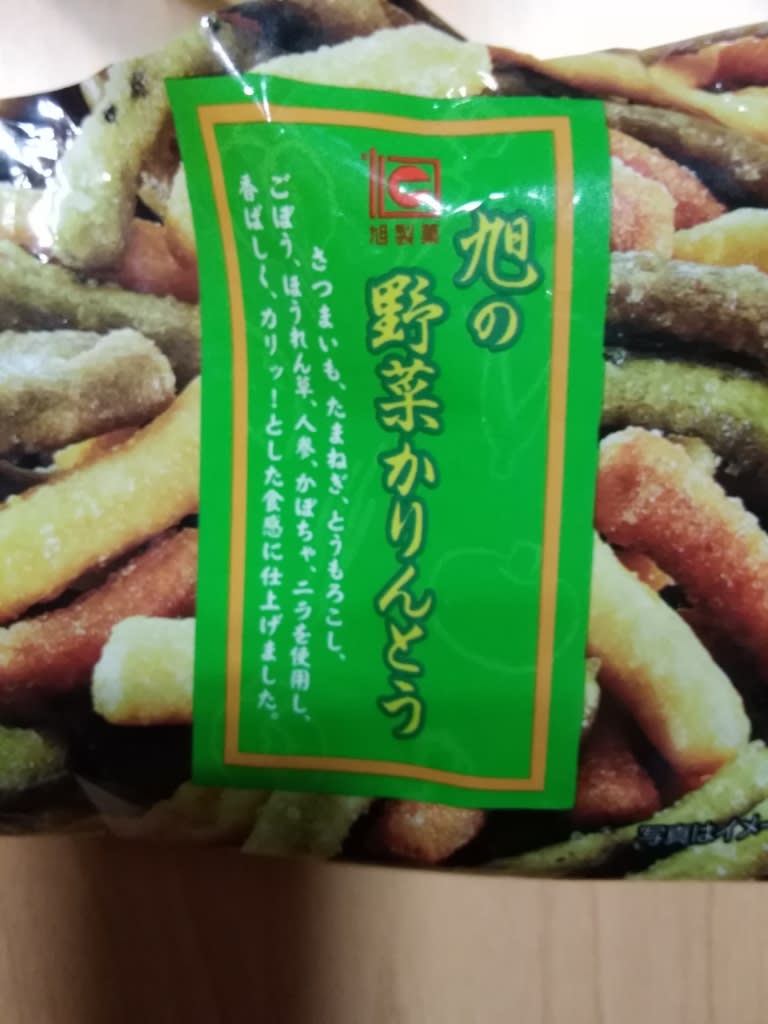 旭製菓
旭の
野菜かりんとう
さつまいも、たまねぎ、とうもろこし、
ごぼう、ほうれん草、人参、かぼちゃ、ニラを使用し、
香ばしく、カリッ!とした食感に仕上げました。
写真はイメー